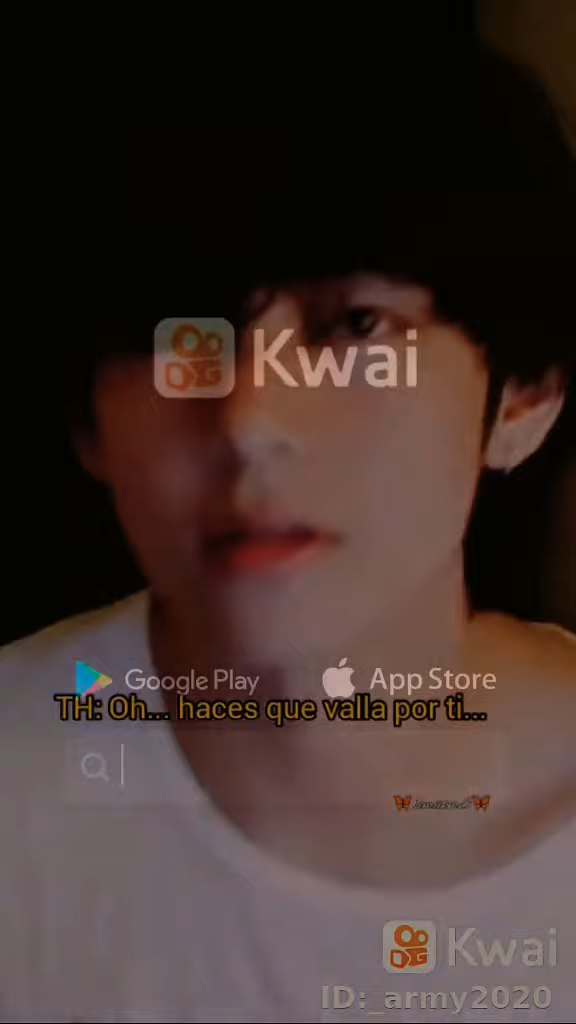 Kwai
Google Play App Store
TH: Oh... haces que valla por ti...
Kwai
ID:_army2020